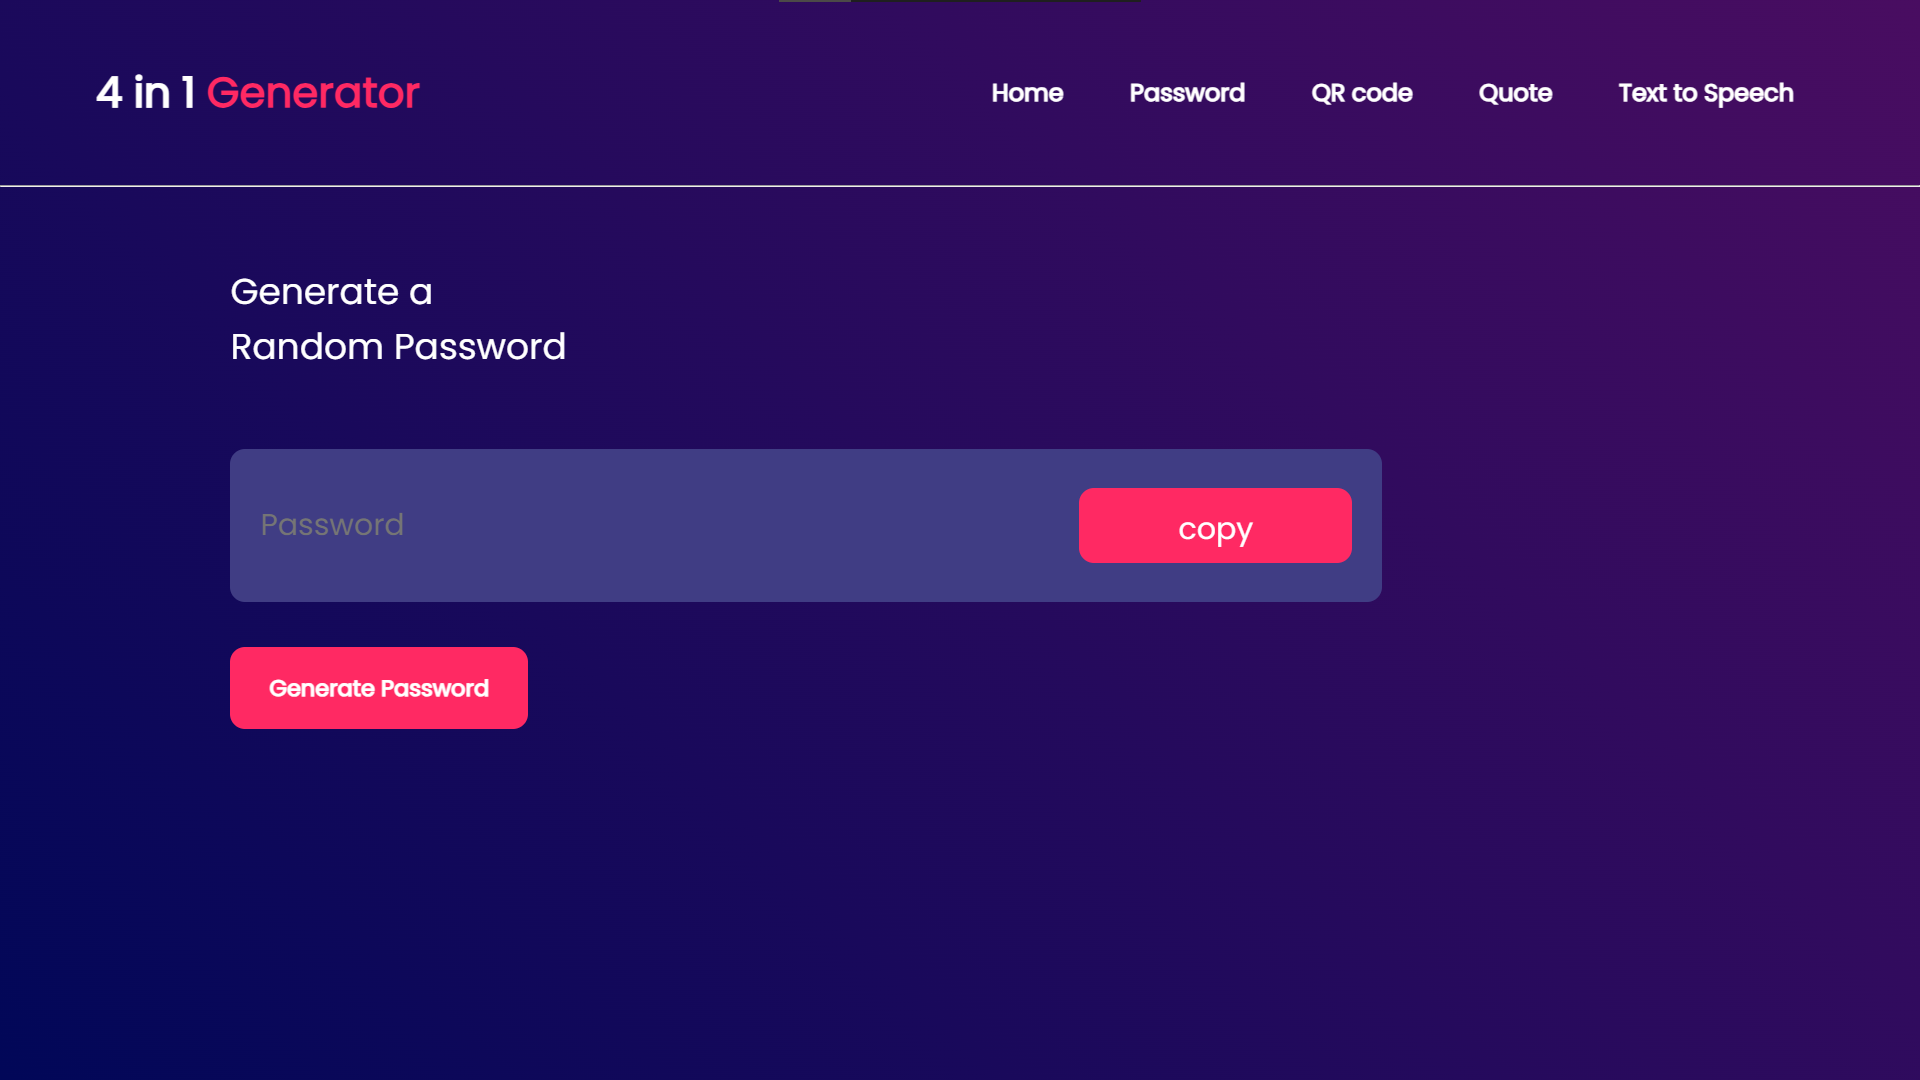 4 in 1 Generator
Home Password QR code Quote Text to Speech
Generate a
Random Password
Password
copy
Generate Password